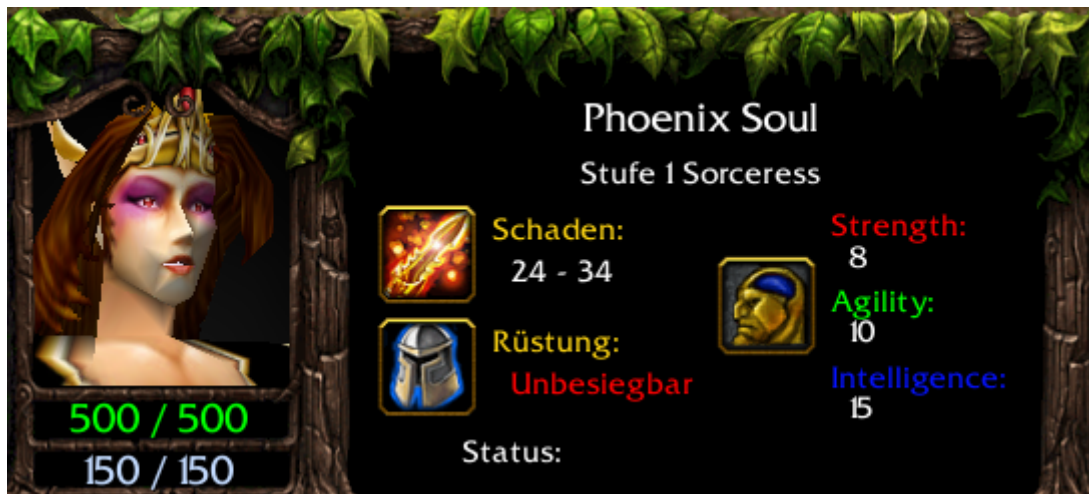 Phoenix Soul
Stufe 1 Sorceress
Schaden:
24 - 34
Rüstung:
Unbesiegbar
Strength:
8
Agility:
10
Intelligence:
15
Status:
500 / 500
150 / 150